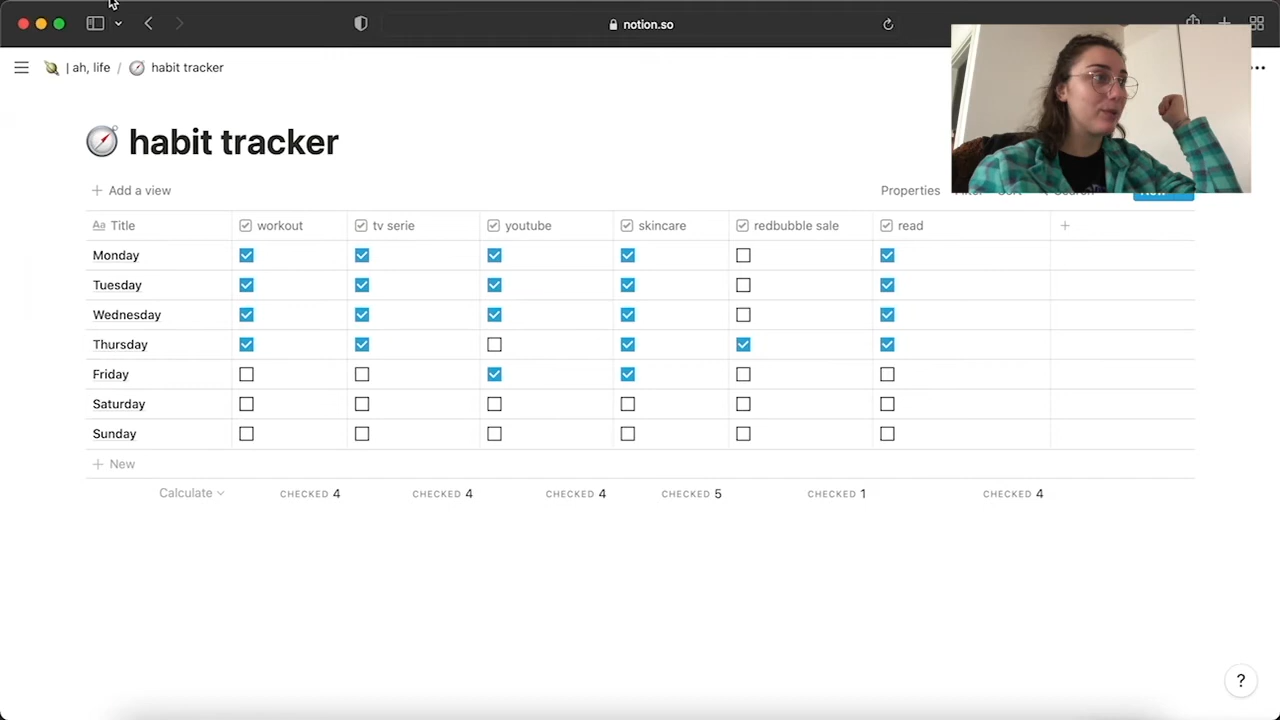 notion.so
| ah, life / habit tracker
habit tracker
+ Add a view
Properties
Aa Title workout tv serie youtube skincare redbubble sale read +
Monday
Tuesday
Wednesday
Thursday
Friday
Saturday
Sunday
+ New
Calculate CHECKED 4 CHECKED 4 CHECKED 4 CHECKED 5 CHECKED 1 CHECKED 4
?